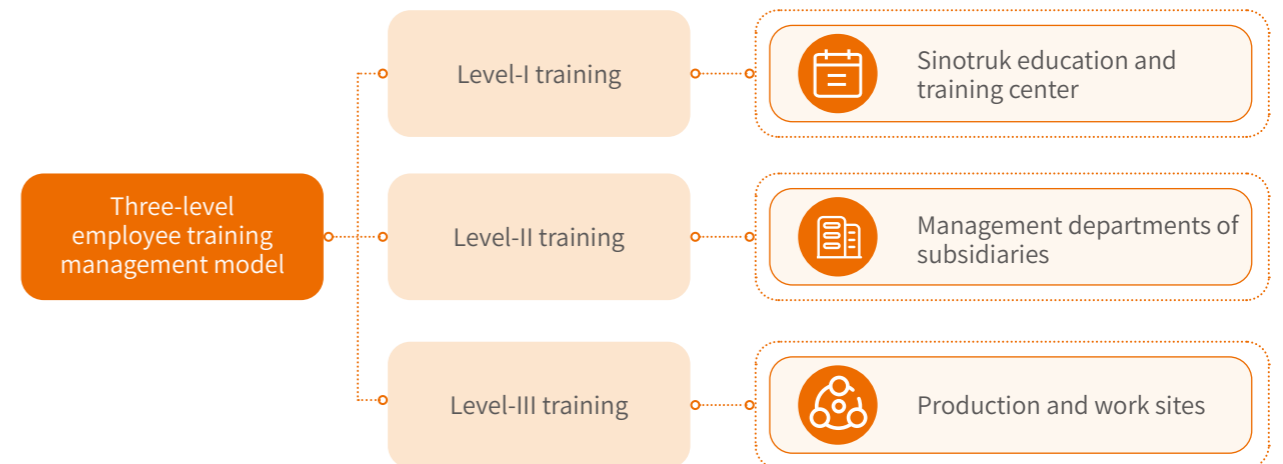 Three-level
employee training
management model
Level-I training
Sinotruk education and
training center
Level-II training
Management departments of
subsidiaries
Level-III training
Production and work sites